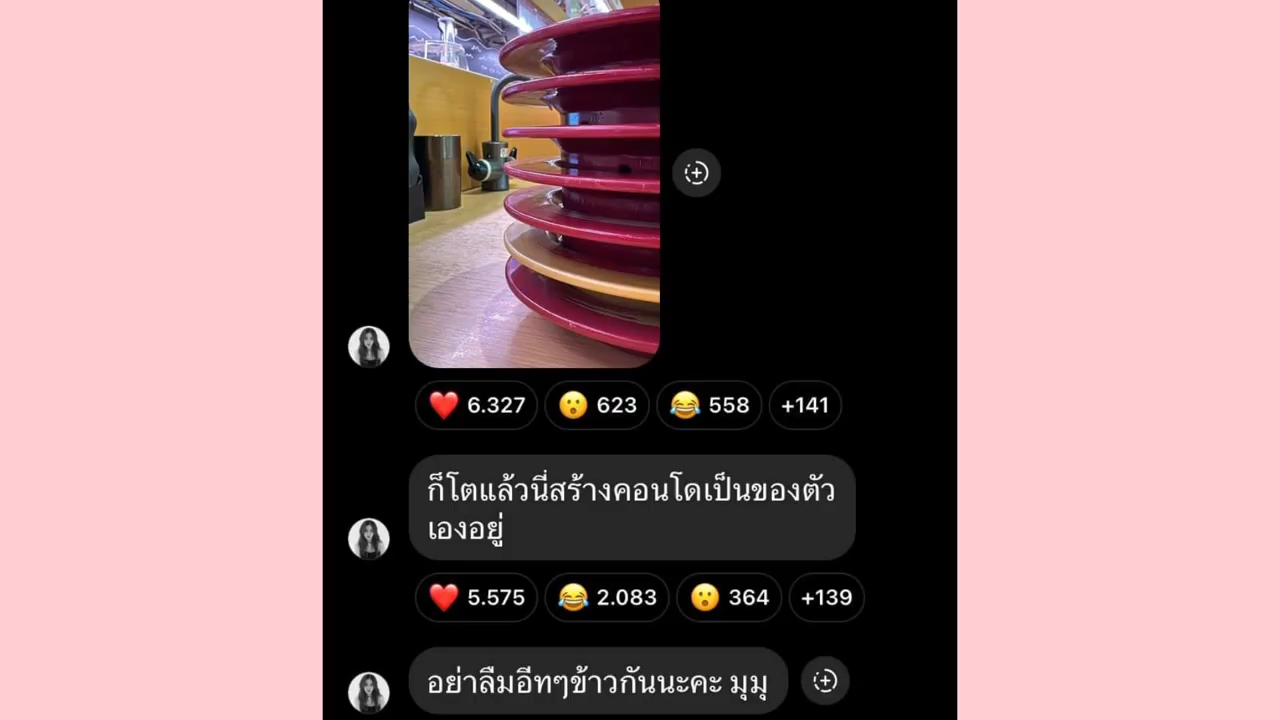 6.327 623 558 +141
ก็โตแล้วนี่สร้างคอนโดเป็นของตัว
เองอยู่
5.575 2.083 364 +139
อย่าลืมอีทๆข้าวกันนะคะ มุมุ